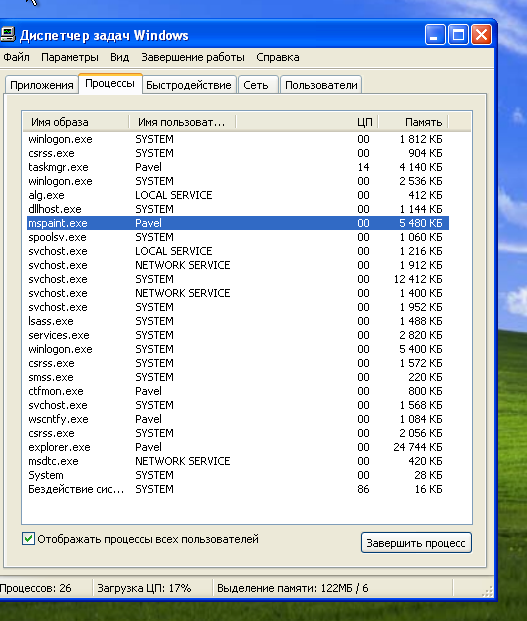 Диспетчер задач Windows
Файл Параметры Вид Завершение работы Справка
Приложения Процессы Быстродействие Сеть Пользователи
Имя образа Имя пользоват... ЦП Память
winlogon.exe SYSTEM 00 1 812 КБ
csrss.exe SYSTEM 00 904 КБ
taskmgr.exe Pavel 14 4 140 КБ
winlogon.exe SYSTEM 00 2 536 КБ
alg.exe LOCAL SERVICE 00 412 КБ
dllhost.exe SYSTEM 00 1 144 КБ
mspaint.exe Pavel 00 5 480 КБ
spoolsv.exe SYSTEM 00 1 060 КБ
svchost.exe LOCAL SERVICE 00 1 216 КБ
svchost.exe NETWORK SERVICE 00 1 912 КБ
svchost.exe SYSTEM 00 12 412 КБ
svchost.exe NETWORK SERVICE 00 1 400 КБ
svchost.exe SYSTEM 00 1 952 КБ
lsass.exe SYSTEM 00 1 488 КБ
services.exe SYSTEM 00 2 820 КБ
winlogon.exe SYSTEM 00 5 400 КБ
csrss.exe SYSTEM 00 1 572 КБ
smss.exe SYSTEM 00 220 КБ
ctfmon.exe Pavel 00 800 КБ
svchost.exe SYSTEM 00 1 568 КБ
wscntfy.exe Pavel 00 1 084 КБ
csrss.exe SYSTEM 00 2 056 КБ
explorer.exe Pavel 00 24 744 КБ
msdtc.exe NETWORK SERVICE 00 420 КБ
System SYSTEM 00 28 КБ
Бездействие сис... SYSTEM 86 16 КБ
Отображать процессы всех пользователей
Завершить процесс
Процессов: 26 Загрузка ЦП: 17% Выделение памяти: 122МБ / 6